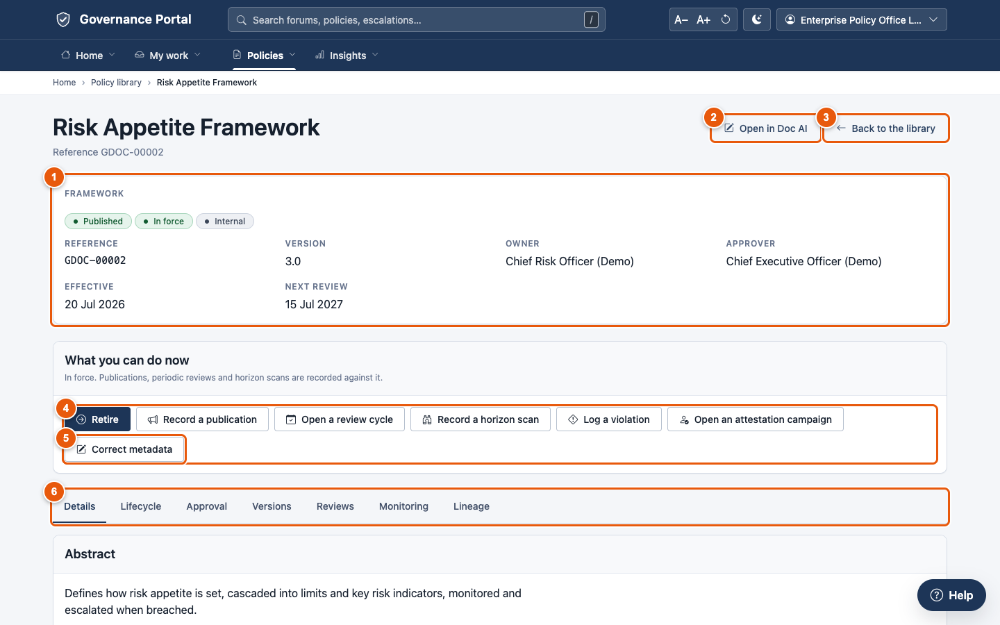 Governance Portal
Search forums, policies, escalations...
/
A− A+
Enterprise Policy Office L...
Home
My work
Policies
Insights
Home › Policy library › Risk Appetite Framework
Risk Appetite Framework
Reference GDOC-00002
2
Open in Doc AI
3
Back to the library
1
FRAMEWORK
Published
In force
Internal
REFERENCE
VERSION
OWNER
APPROVER
GDOC-00002
3.0
Chief Risk Officer (Demo)
Chief Executive Officer (Demo)
EFFECTIVE
NEXT REVIEW
20 Jul 2026
15 Jul 2027
What you can do now
In force. Publications, periodic reviews and horizon scans are recorded against it.
4
Retire
Record a publication
Open a review cycle
Record a horizon scan
Log a violation
Open an attestation campaign
5
Correct metadata
6
Details
Lifecycle
Approval
Versions
Reviews
Monitoring
Lineage
Abstract
Defines how risk appetite is set, cascaded into limits and key risk indicators, monitored and
escalated when breached.
Help